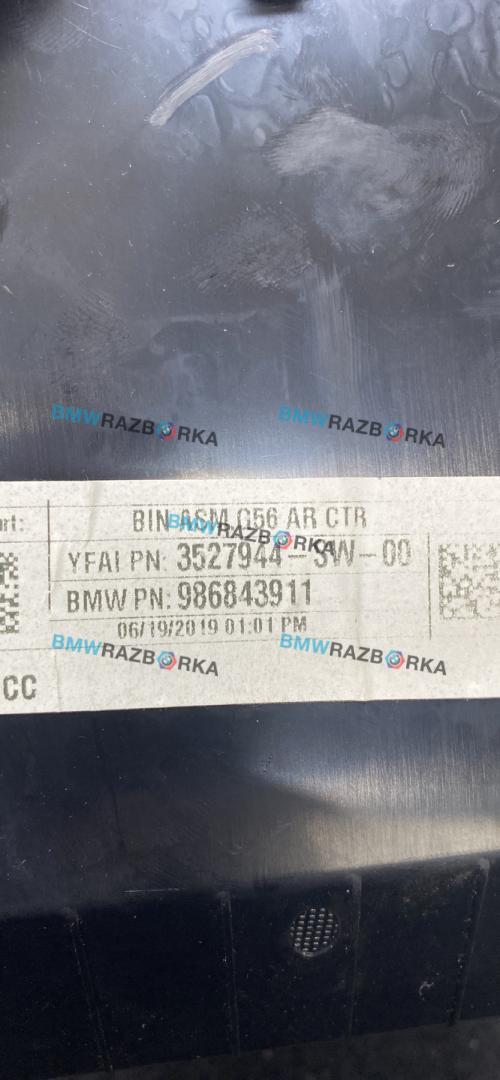 BMWRAZBORKA BMWRAZBORKA
BIN ASM G56 AR CTR
BMWRAZBORKA
YFAI PN: 3527944-3W-00
BMW PN: 986843911
06/19/2019 01:01 PM
BMWRAZBORKA BMWRAZBORKA
CC